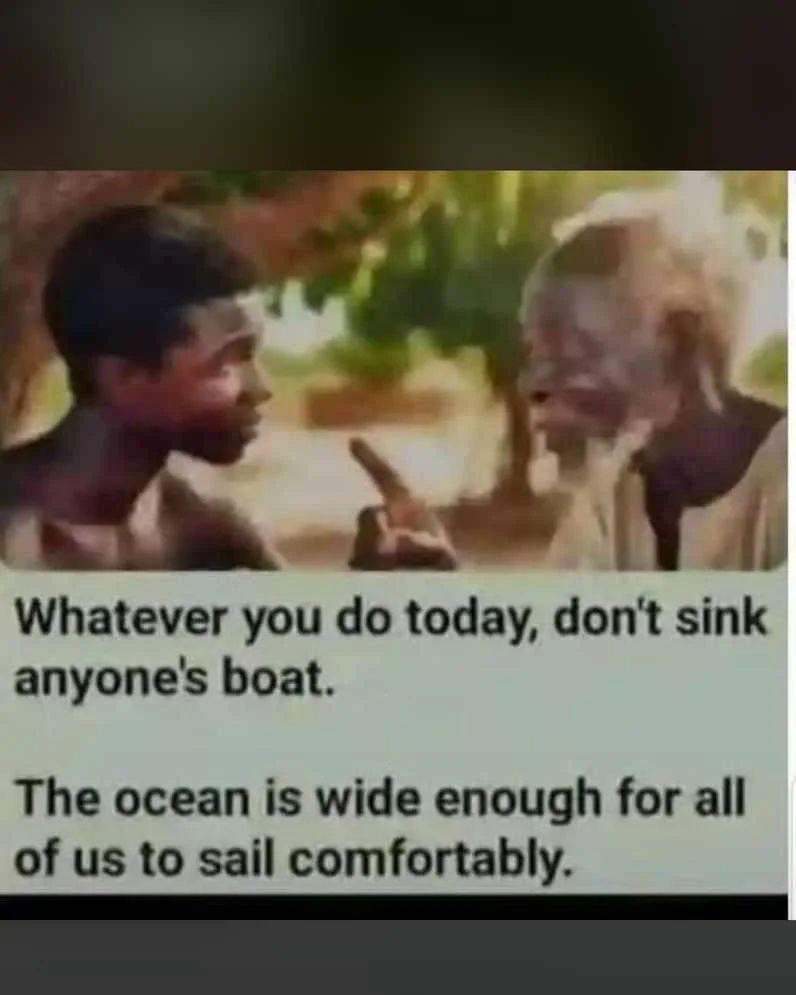 Whatever you do today, don't sink
anyone's boat.
The ocean is wide enough for all
of us to sail comfortably.